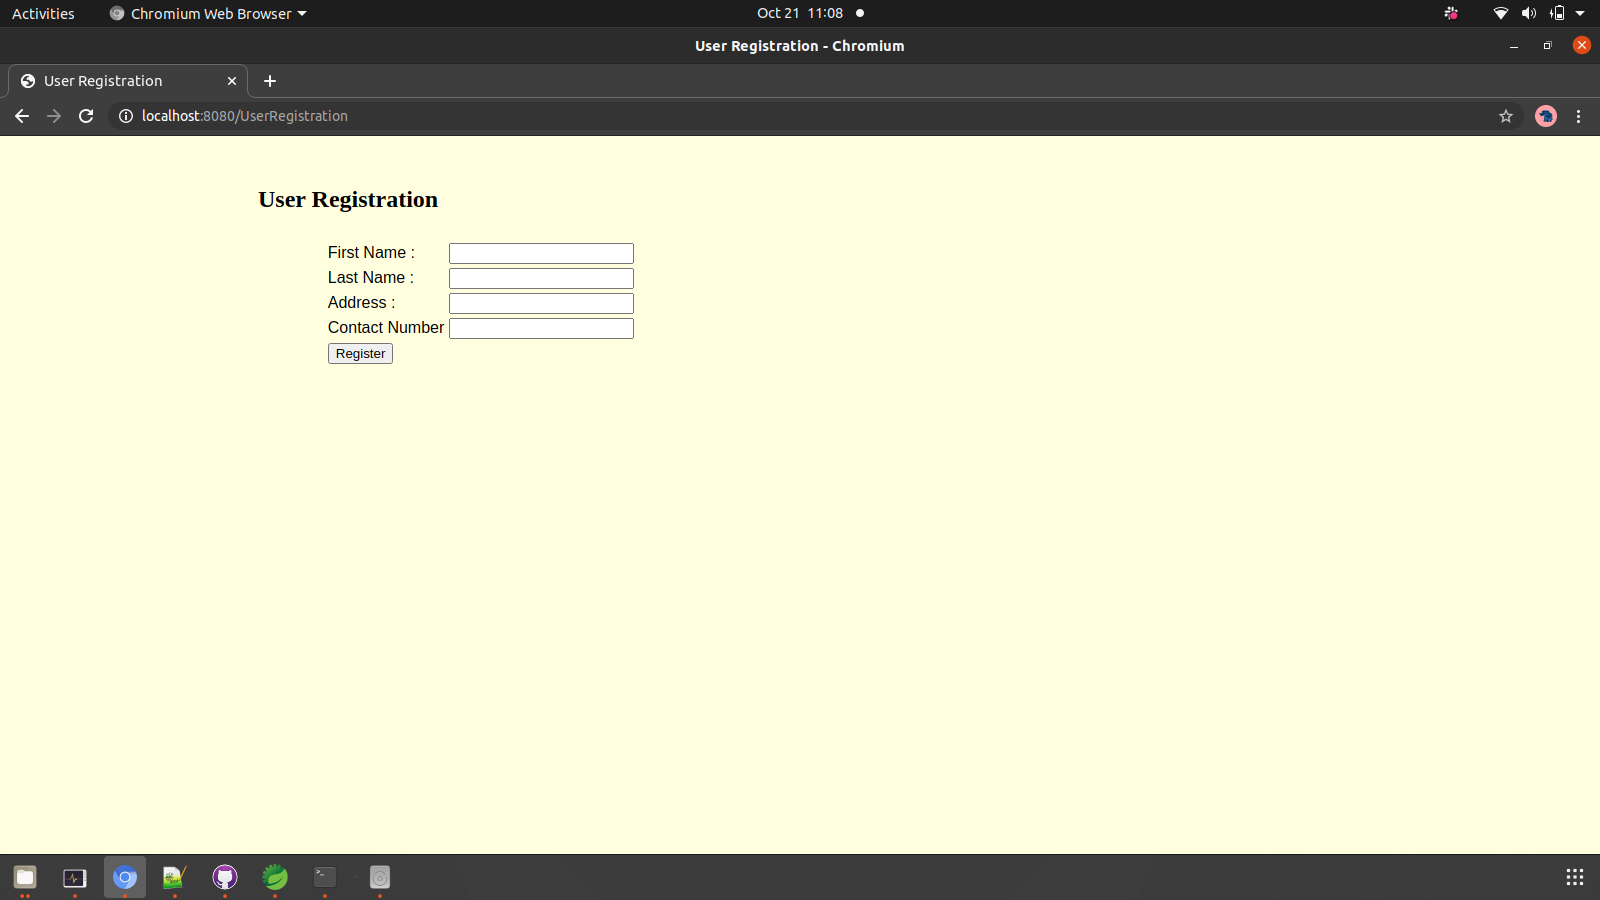 Activities Chromium Web Browser Oct 21 11:08
User Registration - Chromium
User Registration
localhost:8080/UserRegistration
User Registration
First Name :
Last Name :
Address :
Contact Number
Register